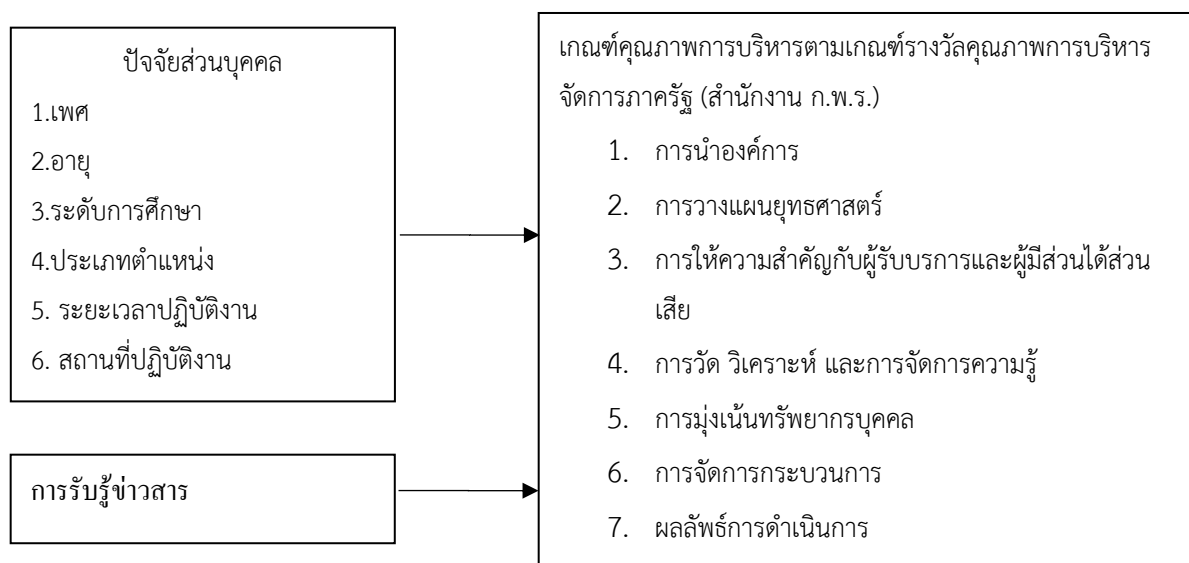 ปัจจัยส่วนบุคคล
1.เพศ
2.อายุ
3.ระดับการศึกษา
4.ประเภทตำแหน่ง
5. ระยะเวลาปฏิบัติงาน
6. สถานที่ปฏิบัติงาน
การรับรู้ข่าวสาร
เกณฑ์คุณภาพการบริหารตามเกณฑ์รางวัลคุณภาพการบริหาร
จัดการภาครัฐ (สำนักงาน ก.พ.ร.)
1. การนำองค์การ
2. การวางแผนยุทธศาสตร์
3. การให้ความสำคัญกับผู้รับบรการและผู้มีส่วนได้ส่วน
เสีย
4. การวัด วิเคราะห์ และการจัดการความรู้
5. การมุ่งเน้นทรัพยากรบุคคล
6. การจัดการกระบวนการ
7. ผลลัพธ์การดำเนินการ